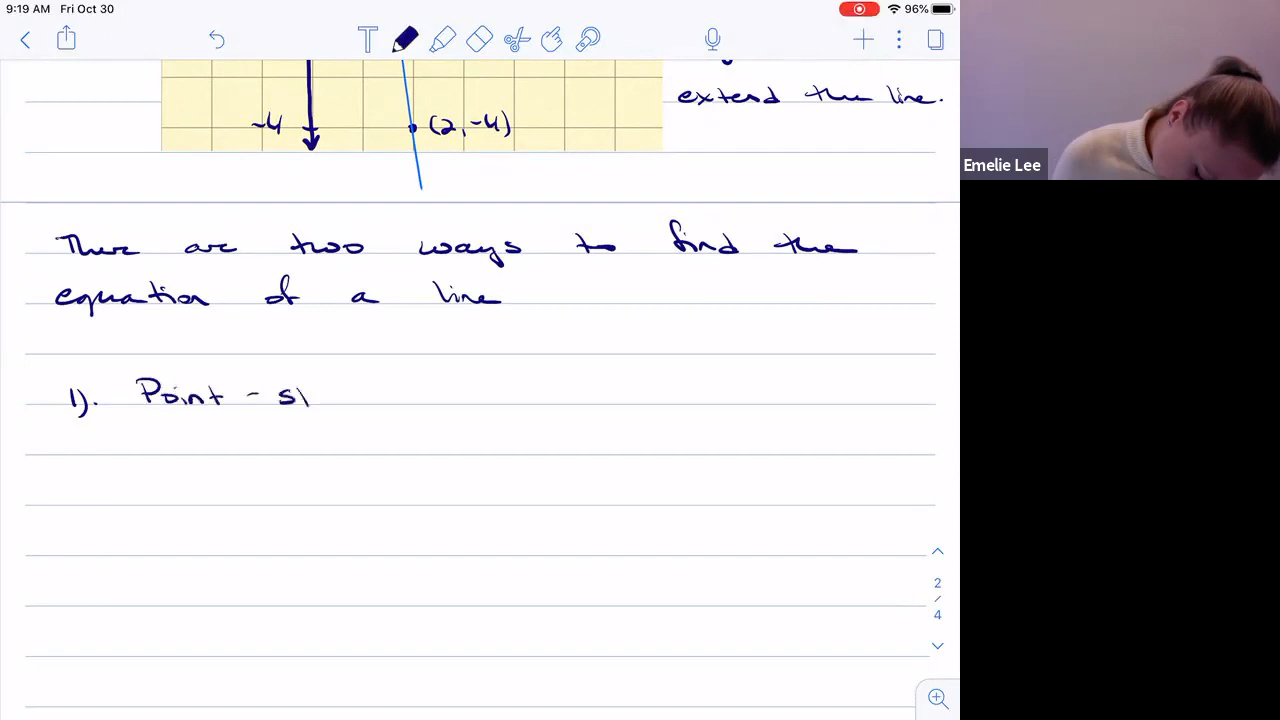 9:19 AM Fri Oct 30
96%
T
extend the line.
-4
(2,-4)
Emelie Lee
There are two ways to find the
equation of a line
1). Point - sl
2
/
4